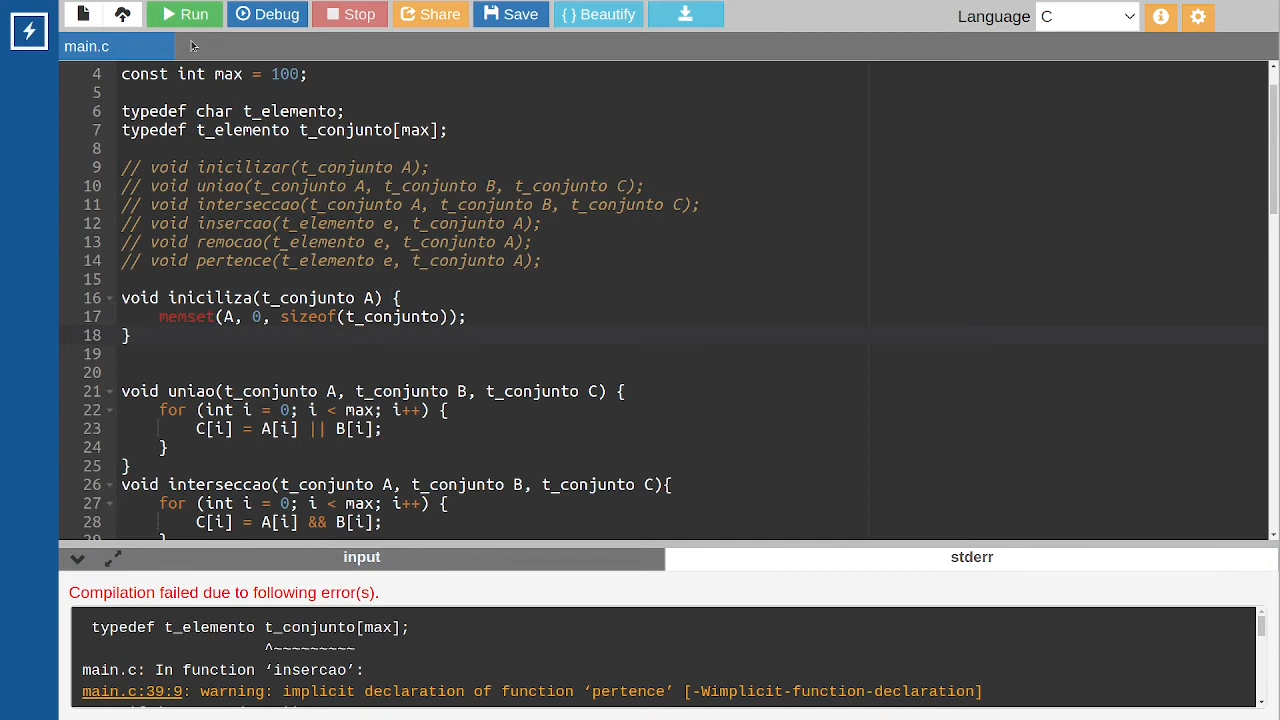 Run Debug Stop Share Save { } Beautify Language C
main.c
4 const int max = 100;
5
6 typedef char t_elemento;
7 typedef t_elemento t_conjunto[max];
8
9 // void inicilizar(t_conjunto A);
10 // void uniao(t_conjunto A, t_conjunto B, t_conjunto C);
11 // void interseccao(t_conjunto A, t_conjunto B, t_conjunto C);
12 // void insercao(t_elemento e, t_conjunto A);
13 // void remocao(t_elemento e, t_conjunto A);
14 // void pertence(t_elemento e, t_conjunto A);
15
16 void iniciliza(t_conjunto A) {
17 memset(A, 0, sizeof(t_conjunto));
18 }
19
20
21 void uniao(t_conjunto A, t_conjunto B, t_conjunto C) {
22 for (int i = 0; i < max; i++) {
23 C[i] = A[i] || B[i];
24 }
25 }
26 void interseccao(t_conjunto A, t_conjunto B, t_conjunto C){
27 for (int i = 0; i < max; i++) {
28 C[i] = A[i] && B[i];
29 }
input stderr
Compilation failed due to following error(s).
typedef t_elemento t_conjunto[max];
^~~~~~~~~~
main.c: In function ‘insercao’:
main.c:39:9: warning: implicit declaration of function ‘pertence’ [-Wimplicit-function-declaration]